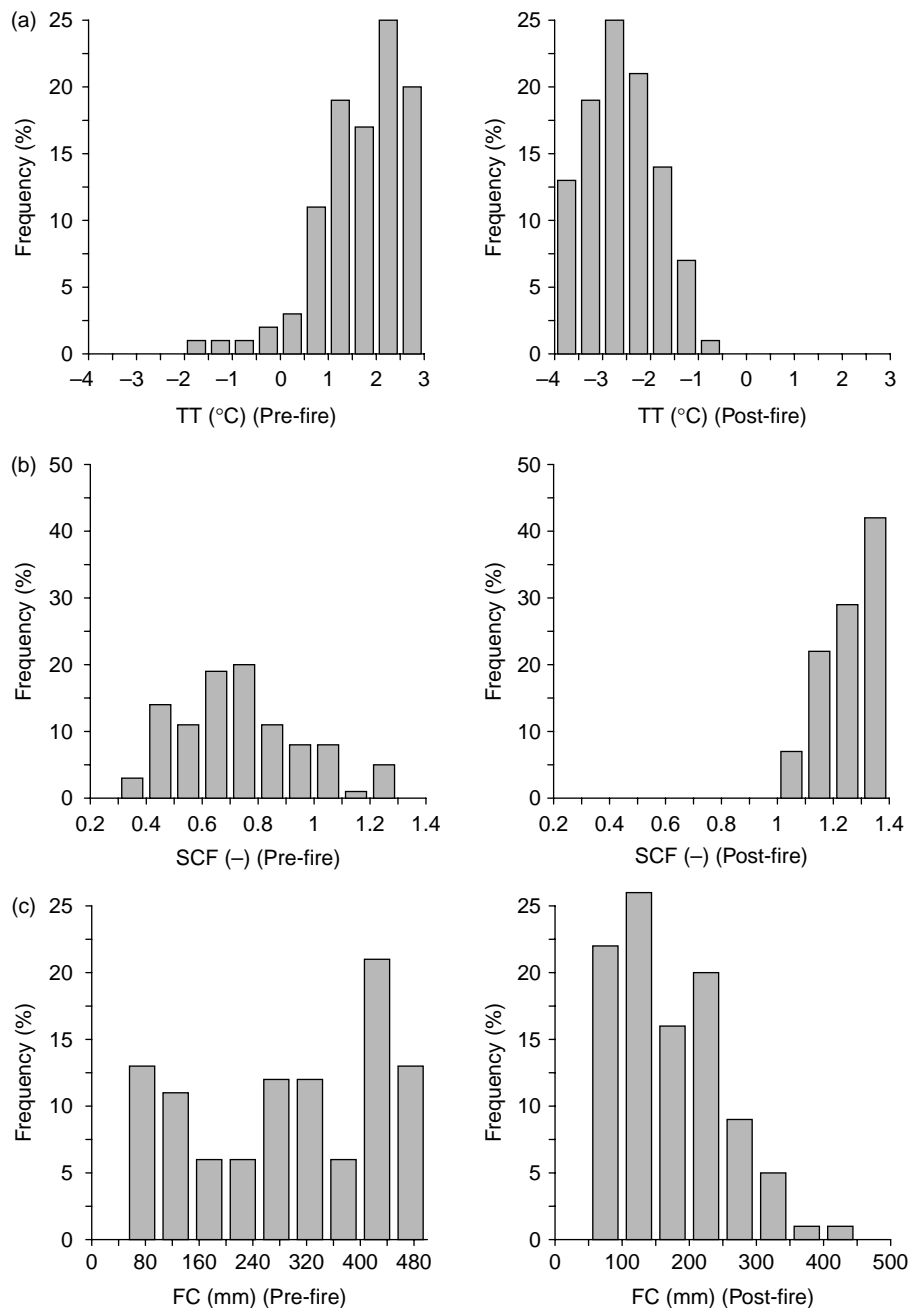 (a)
25
20
15
10
5
0
Frequency (%)
–4 –3 –2 –1 0 1 2 3
TT (°C) (Pre-fire)
25
20
15
10
5
0
Frequency (%)
–4 –3 –2 –1 0 1 2 3
TT (°C) (Post-fire)
(b)
50
40
30
20
10
0
Frequency (%)
0.2 0.4 0.6 0.8 1 1.2 1.4
SCF (–) (Pre-fire)
50
40
30
20
10
0
Frequency (%)
0.2 0.4 0.6 0.8 1 1.2 1.4
SCF (–) (Post-fire)
(c)
25
20
15
10
5
0
Frequency (%)
0 80 160 240 320 400 480
FC (mm) (Pre-fire)
25
20
15
10
5
0
Frequency (%)
0 100 200 300 400 500
FC (mm) (Post-fire)